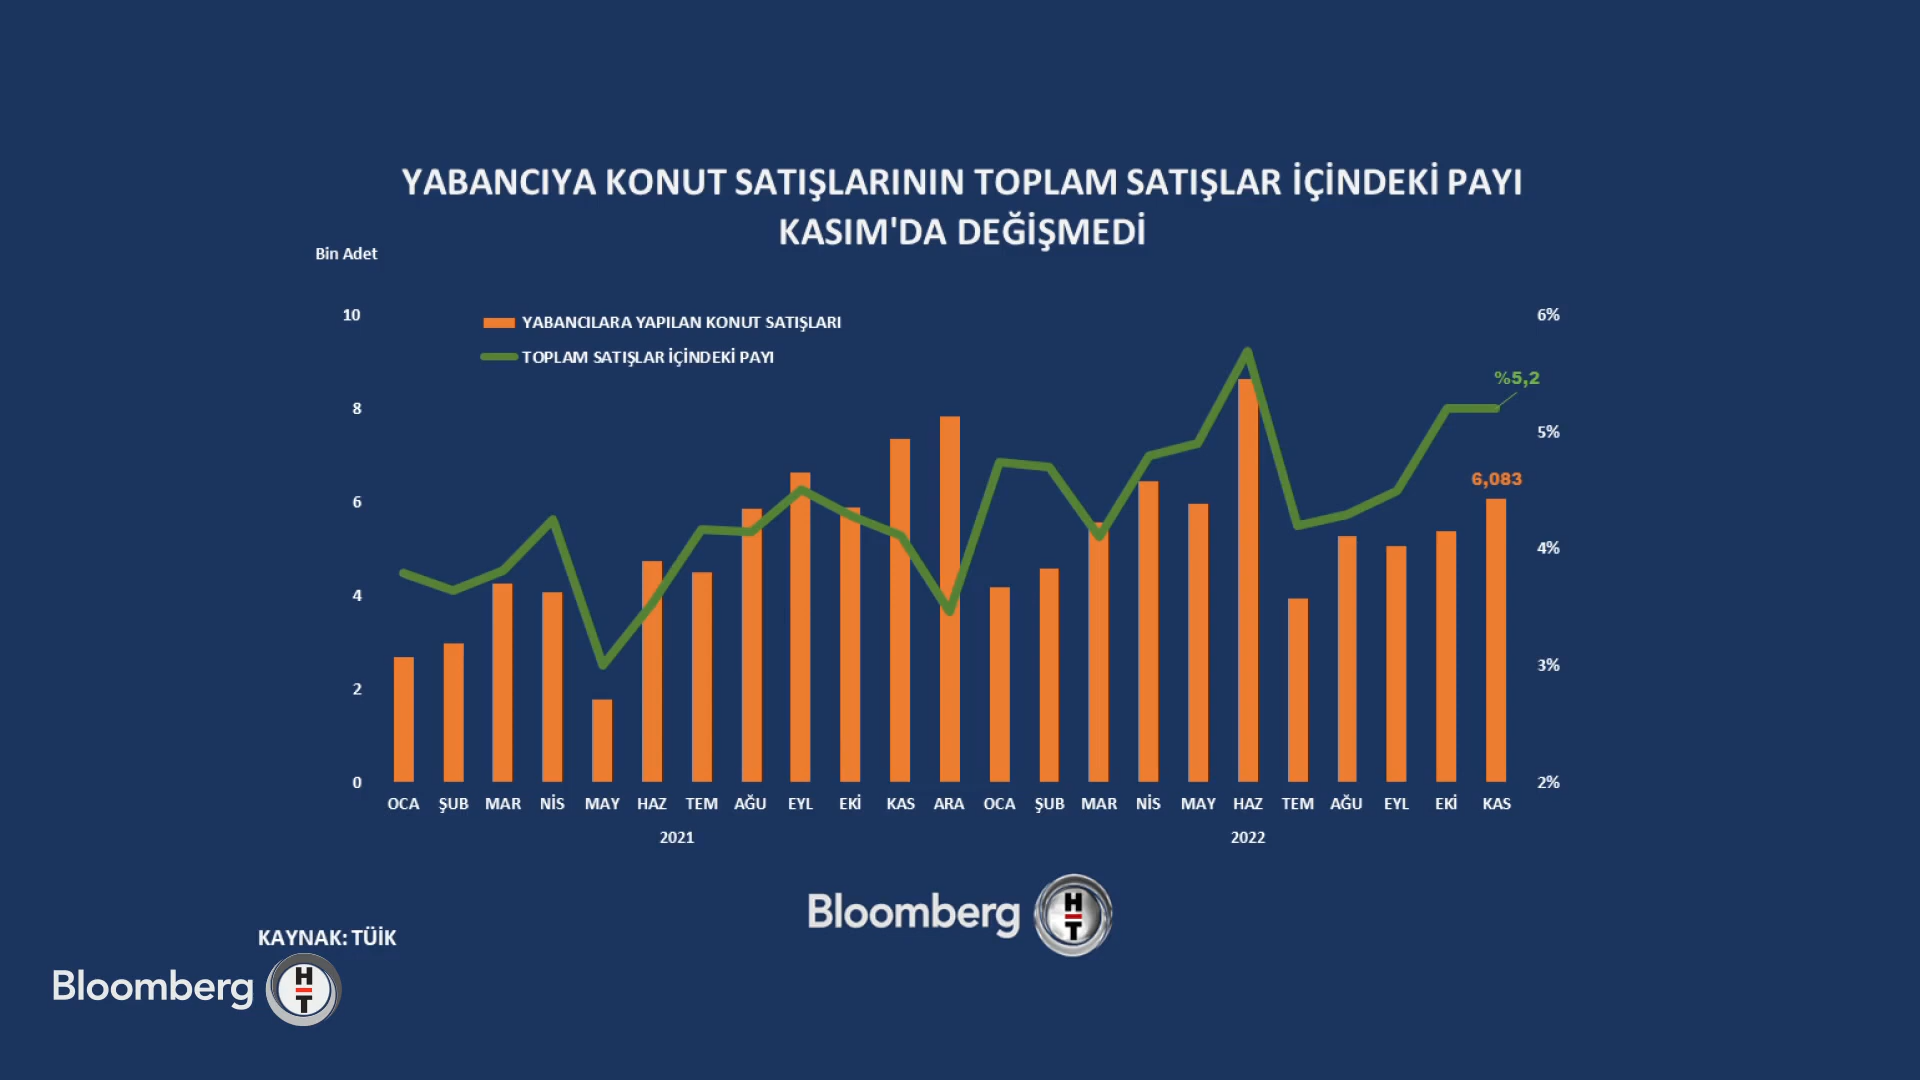 YABANCIYA KONUT SATIŞLARININ TOPLAM SATIŞLAR İÇİNDEKİ PAYI
KASIM'DA DEĞİŞMEDİ
Bin Adet
10
8
6
4
2
0
YABANCILARA YAPILAN KONUT SATIŞLARI
TOPLAM SATIŞLAR İÇİNDEKİ PAYI
6%
5%
4%
3%
2%
%5,2
6,083
OCA ŞUB MAR NİS MAY HAZ TEM AĞU EYL EKİ KAS ARA OCA ŞUB MAR NİS MAY HAZ TEM AĞU EYL EKİ KAS
2021 2022
Bloomberg HT
KAYNAK: TÜİK
Bloomberg HT